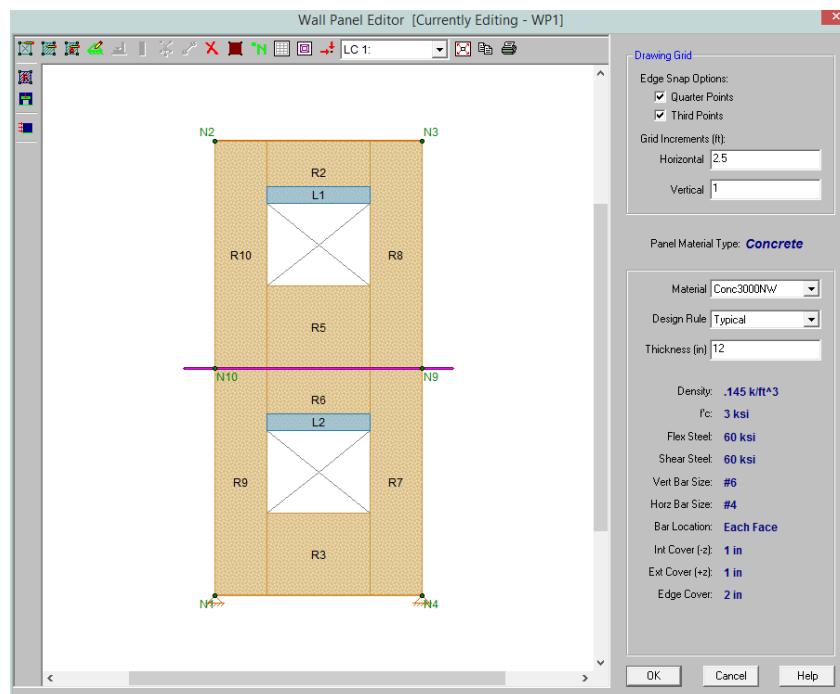 Wall Panel Editor [Currently Editing - WP1]
LC 1:
N2
N3
R2
L1
R10
R8
R5
N10
N9
R6
L2
R9
R7
R3
N1
N4
Drawing Grid
Edge Snap Options:
Quarter Points
Third Points
Grid Increments (ft):
Horizontal 2.5
Vertical 1
Panel Material Type: Concrete
Material Conc3000NW
Design Rule Typical
Thickness (in) 12
Density: .145 k/ft^3
f'c: 3 ksi
Flex Steel: 60 ksi
Shear Steel: 60 ksi
Vert Bar Size: #6
Horz Bar Size: #4
Bar Location: Each Face
Int Cover (-z): 1 in
Ext Cover (+z): 1 in
Edge Cover: 2 in
OK Cancel Help